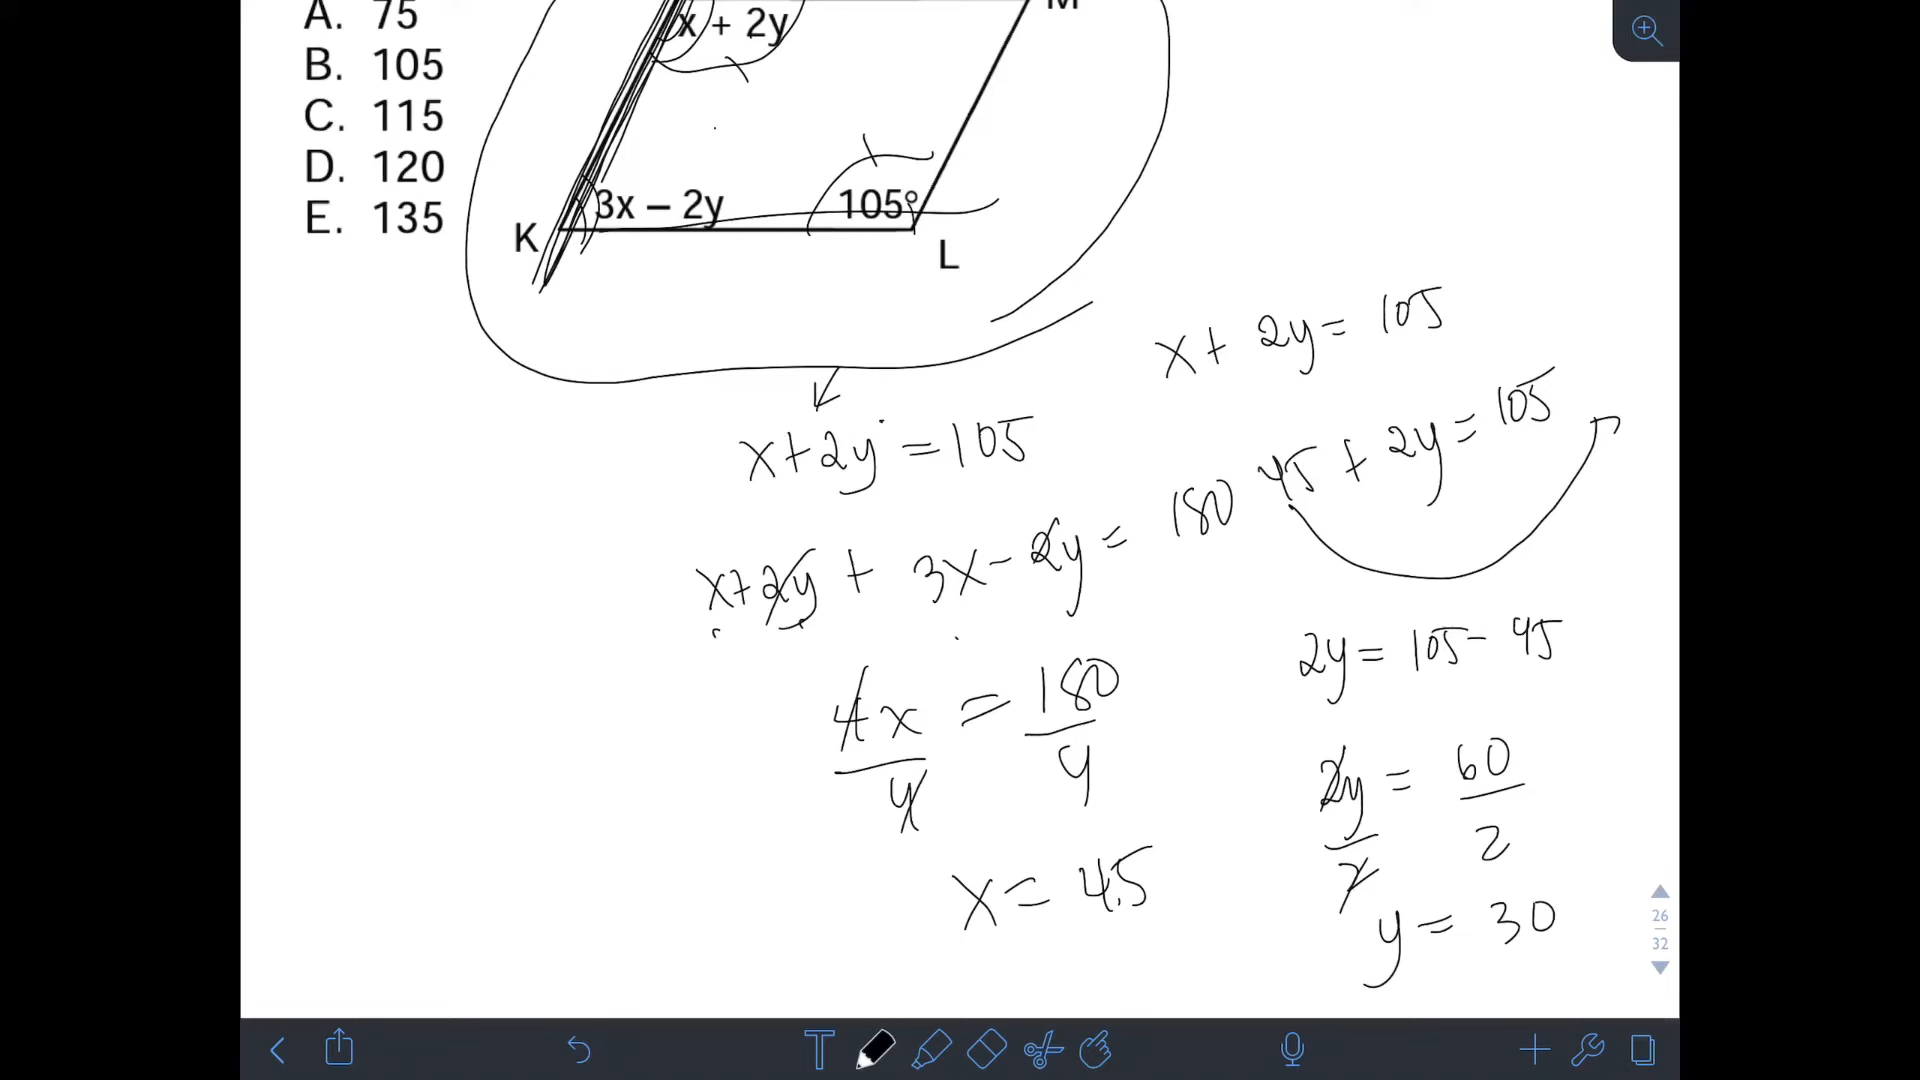 A. 75
B. 105
C. 115
D. 120
E. 135
x + 2y
M
3x – 2y
105°
K
L
x + 2y = 105
x+2y = 105
45 + 2y = 105
x+2y + 3x-2y = 180
2y = 105 - 45
4x/4 = 180/4
2y/2 = 60/2
x = 45
y = 30
26
32
T